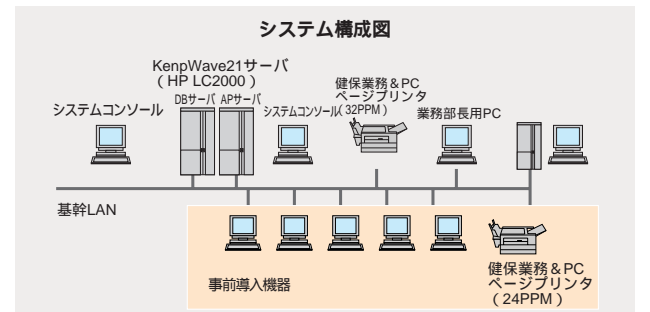 システム構成図
KenpWave21サーバ
（HP LC2000）
DBサーバ APサーバ
システムコンソール
システムコンソール
健保業務＆PC
ページプリンタ
（32PPM）
業務部長用PC
基幹LAN
事前導入機器
健保業務＆PC
ページプリンタ
（24PPM）